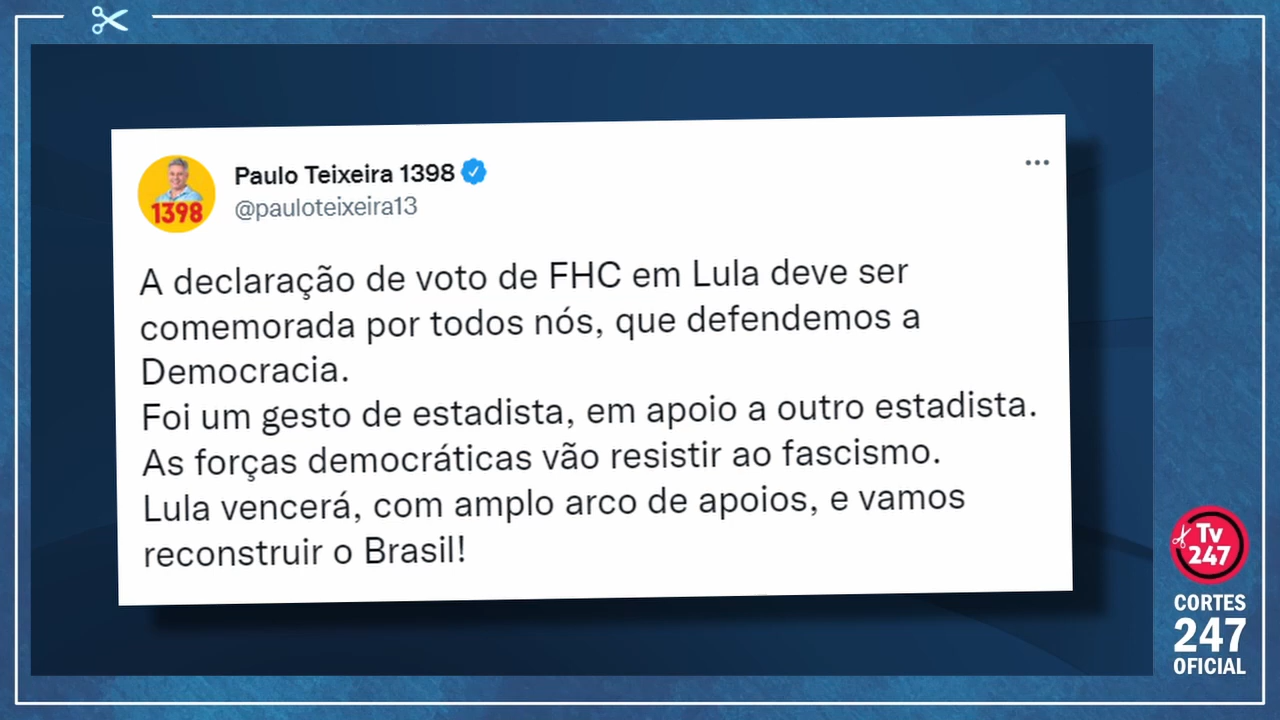 Paulo Teixeira 1398
@pauloteixeira13
1398
A declaração de voto de FHC em Lula deve ser
comemorada por todos nós, que defendemos a
Democracia.
Foi um gesto de estadista, em apoio a outro estadista.
As forças democráticas vão resistir ao fascismo.
Lula vencerá, com amplo arco de apoios, e vamos
reconstruir o Brasil!
Tv
247
CORTES
247
OFICIAL